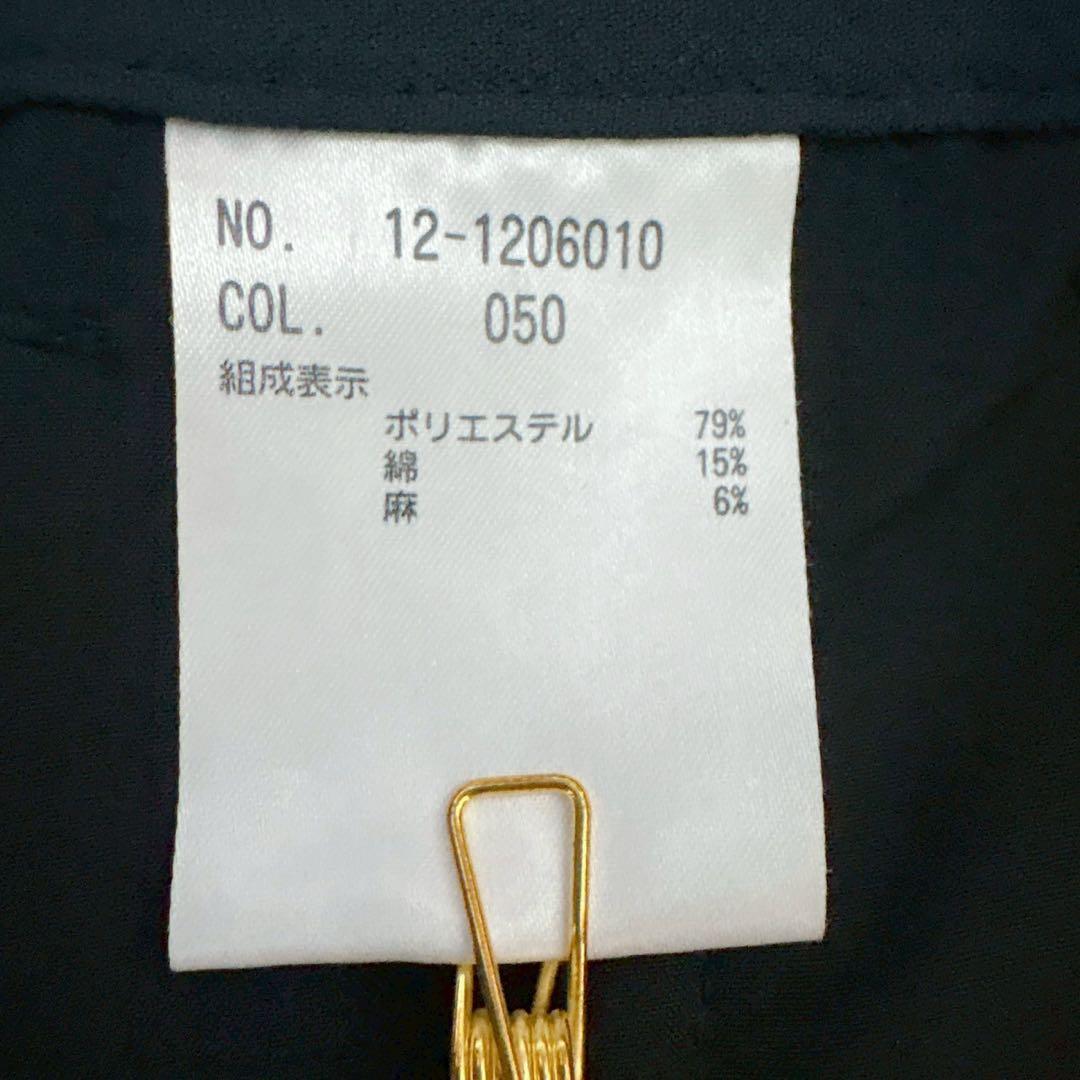 NO. 12-1206010
COL. 050
組成表示
ポリエステル 79%
綿 15%
麻 6%